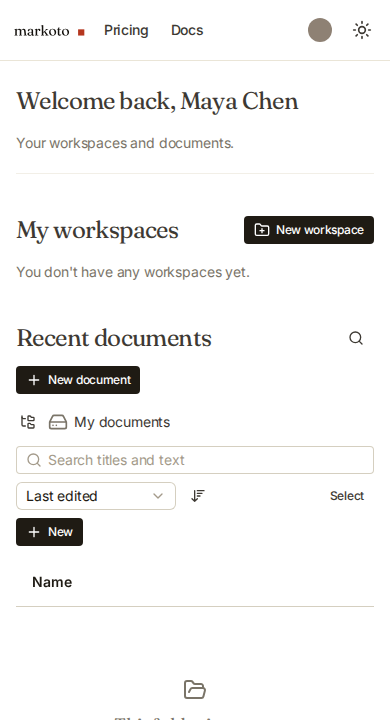 markoto Pricing Docs
Welcome back, Maya Chen
Your workspaces and documents.
My workspaces
New workspace
You don't have any workspaces yet.
Recent documents
New document
My documents
Search titles and text
Last edited
Select
New
Name